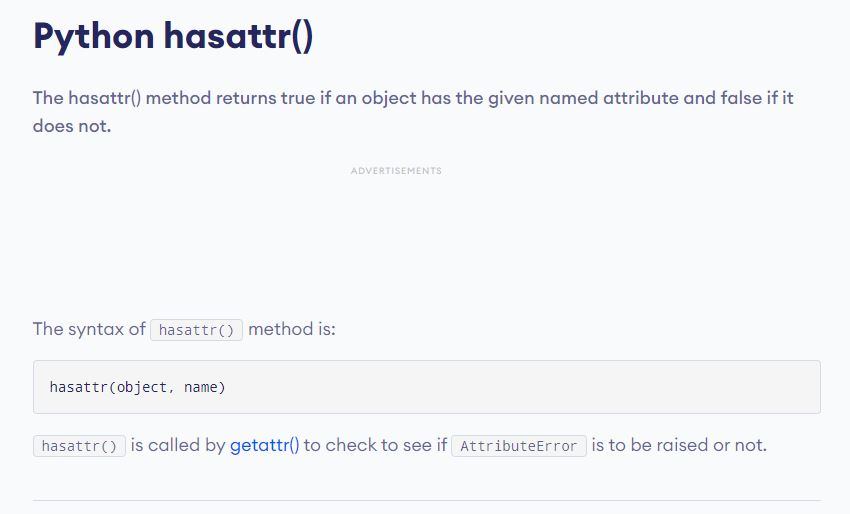 Python hasattr()
The hasattr() method returns true if an object has the given named attribute and false if it
does not.
ADVERTISEMENTS
The syntax of hasattr() method is:
hasattr(object, name)
hasattr() is called by getattr() to check to see if AttributeError is to be raised or not.